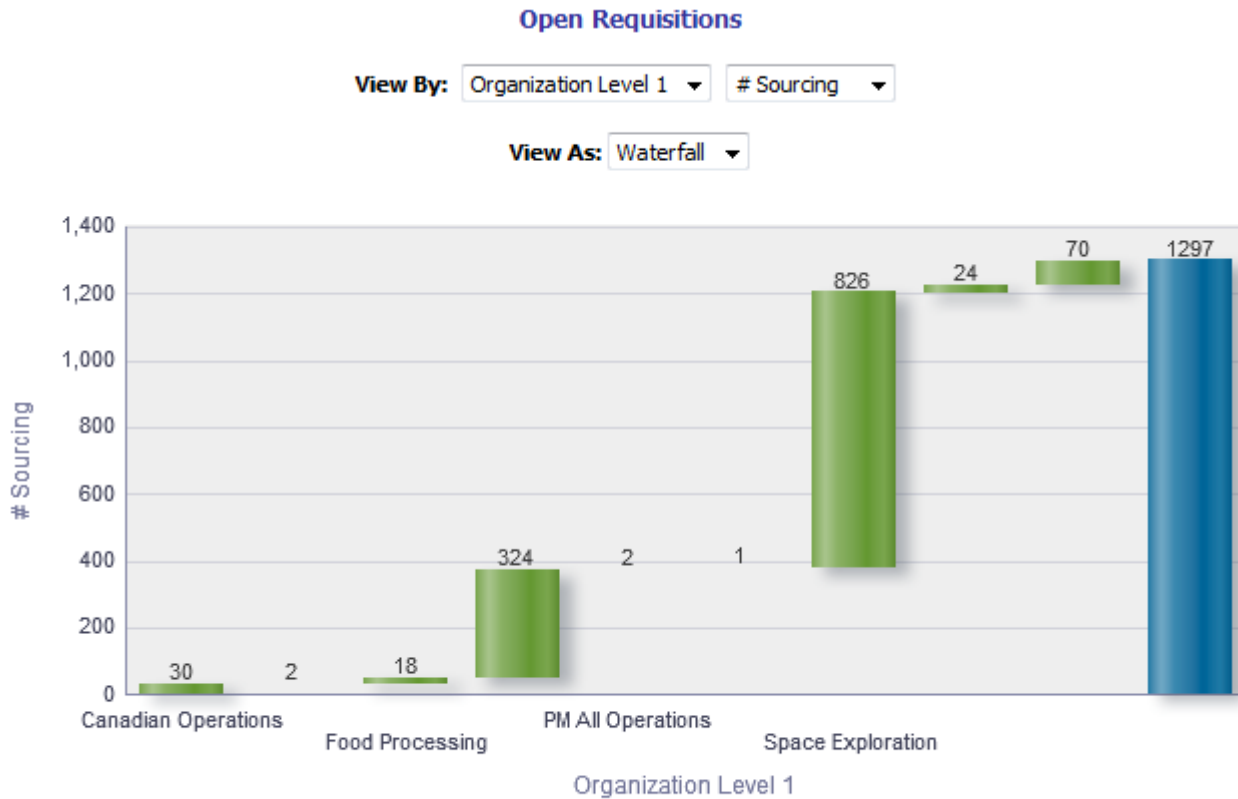 Open Requisitions
View By: Organization Level 1 # Sourcing
View As: Waterfall
1,400
1,200
1,000
800
600
400
200
0
# Sourcing
30
2
18
324
2
1
826
24
70
1297
Canadian Operations
Food Processing
PM All Operations
Space Exploration
Organization Level 1